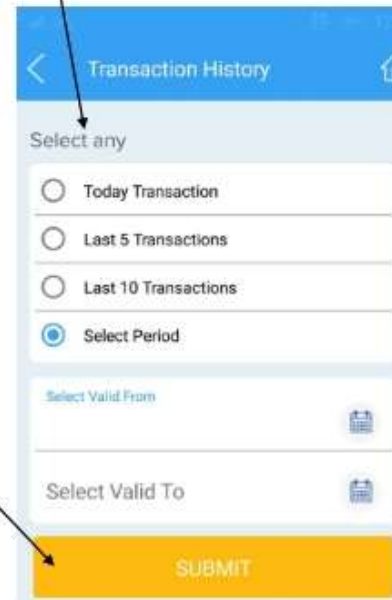 Transaction History
Select any
Today Transaction
Last 5 Transactions
Last 10 Transactions
Select Period
Select Valid From
Select Valid To
SUBMIT